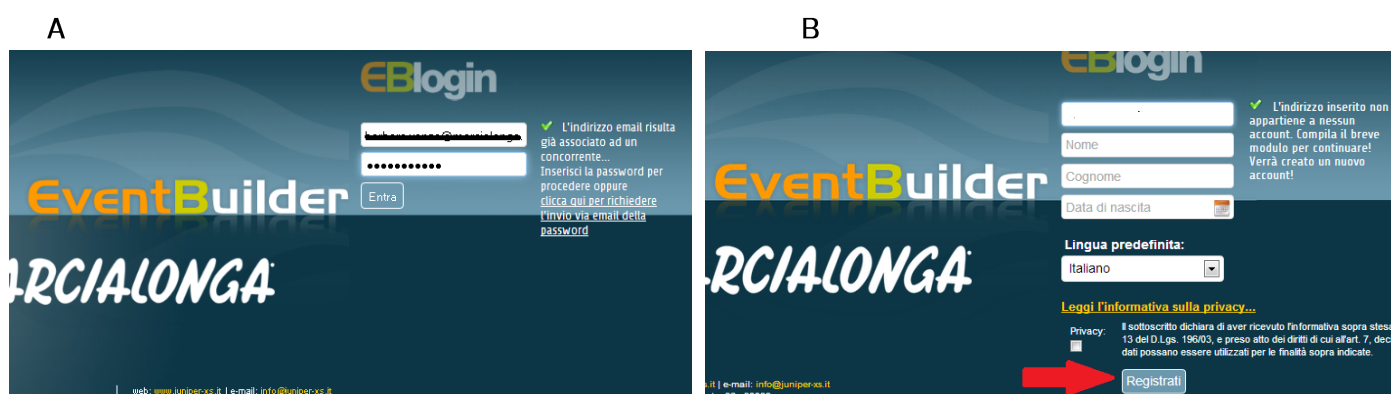 A
EBlogin
L'indirizzo email risulta
già associato ad un
concorrente...
Inserisci la password per
procedere oppure
clicca qui per richiedere
l'invio via email della
password
Entra
EventBuilder
ARCIALONGA
web: www.juniper-xs.it | e-mail: info@juniper-xs.it
B
EBlogin
L'indirizzo inserito non
appartiene a nessun
account. Compila il breve
modulo per continuare!
Verrà creato un nuovo
account!
Nome
Cognome
Data di nascita
EventBuilder
Lingua predefinita:
Italiano
RCIALONGA
Leggi l'informativa sulla privacy...
Privacy:
Il sottoscritto dichiara di aver ricevuto l'informativa sopra stesa
13 del D.Lgs. 196/03, e preso atto dei diritti di cui all'art. 7, dec
dati possano essere utilizzati per le finalità sopra indicate.
Registrati
s.it | e-mail: info@juniper-xs.it